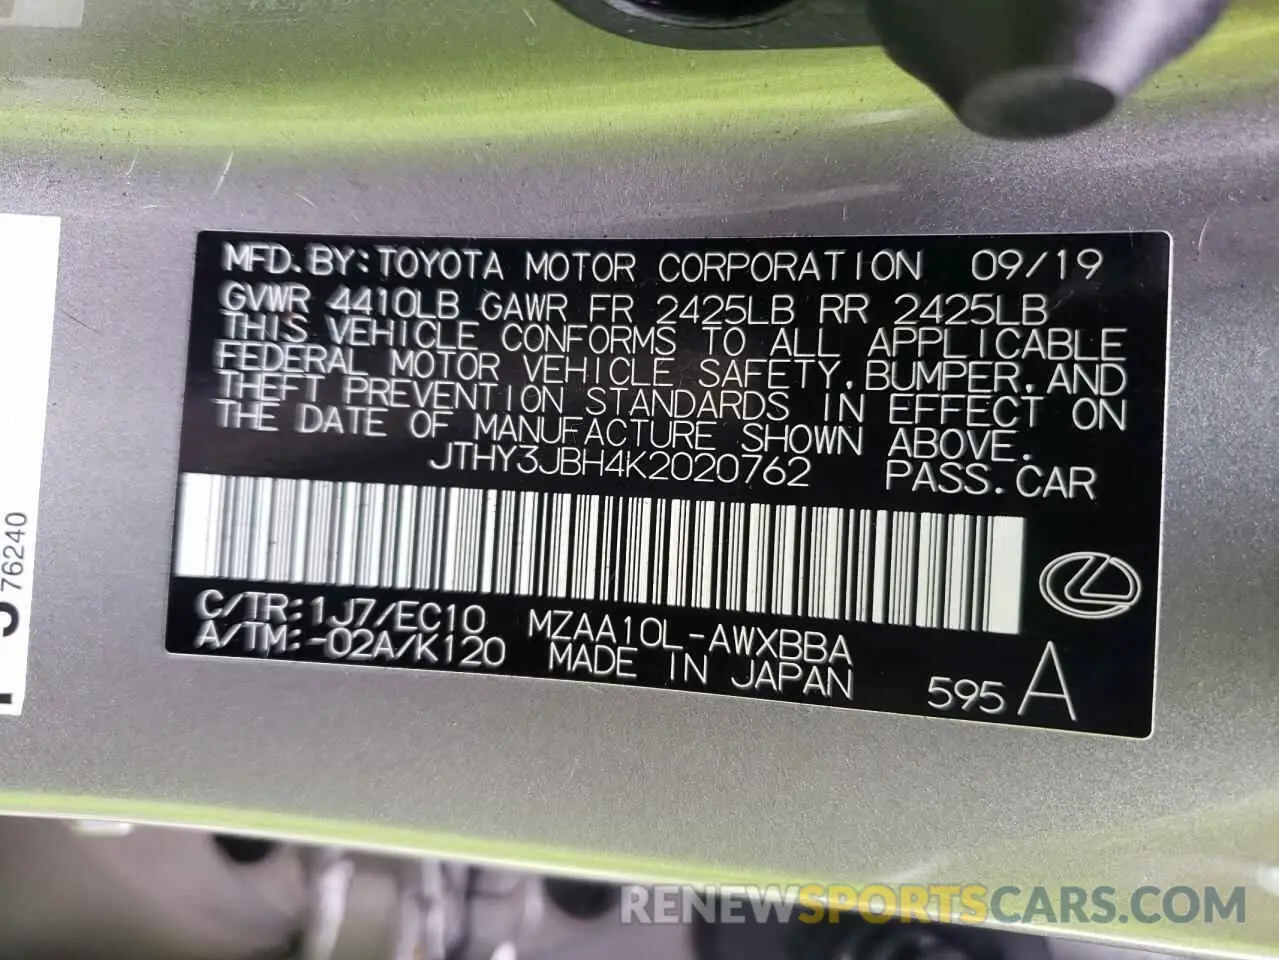 MFD.BY:TOYOTA MOTOR CORPORATION 09/19
GVWR 4410LB GAWR FR 2425LB RR 2425LB
THIS VEHICLE CONFORMS TO ALL APPLICABLE
FEDERAL MOTOR VEHICLE SAFETY,BUMPER,AND
THEFT PREVENTION STANDARDS IN EFFECT ON
THE DATE OF MANUFACTURE SHOWN ABOVE.
JTHY3JBH4K2020762 PASS.CAR
C/TR:1J7/EC10 MZAA10L-AWXBBA
A/TM:-02A/K120 MADE IN JAPAN
595 A
76240
RENEWSPORTSCARS.COM